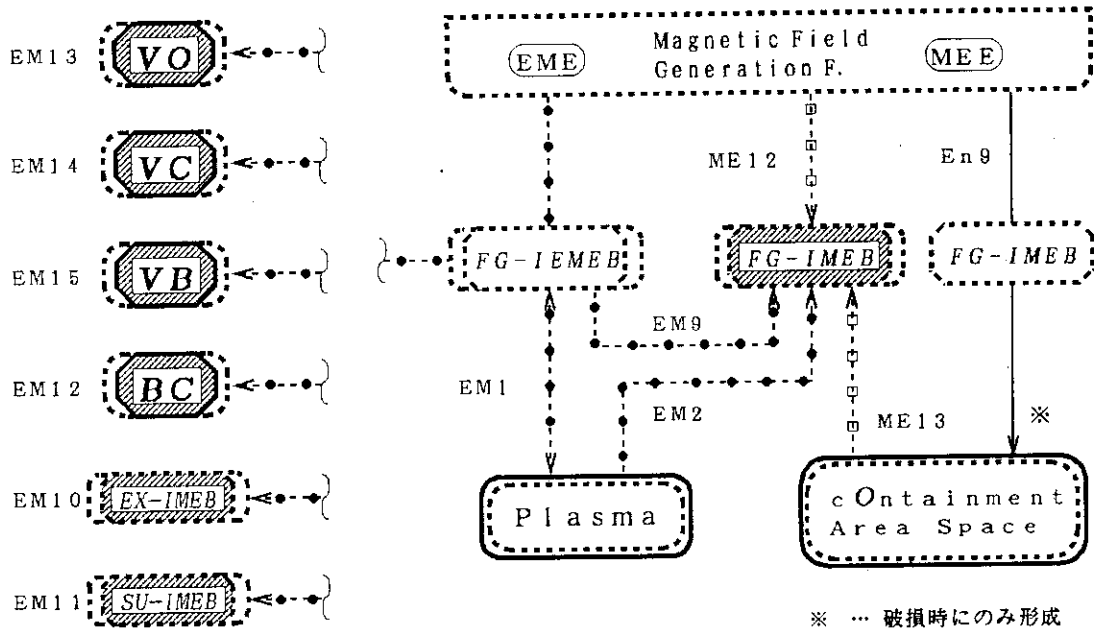 EM13
VO
EM14
VC
EM15
VB
EM12
BC
EM10
EX-IMEB
EM11
SU-IMEB
EME
Magnetic Field
Generation F.
MEE
ME12
En9
FG-IEMEB
FG-IMEB
FG-IMEB
EM9
EM1
EM2
ME13
※
Plasma
cOntainment
Area Space
※ … 破損時にのみ形成